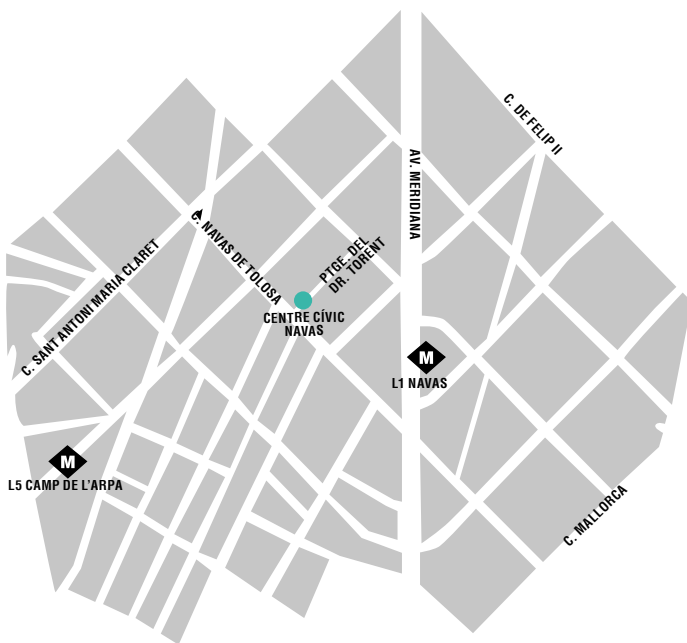 C. DE FELIP II
AV. MERIDIANA
C. NAVAS DE TOLOSA
PTGE. DEL
DR. TORENT
C. SANT ANTONI MARIA CLARET
CENTRE CÍVIC
NAVAS
M
L1 NAVAS
M
L5 CAMP DE L'ARPA
C. MALLORCA